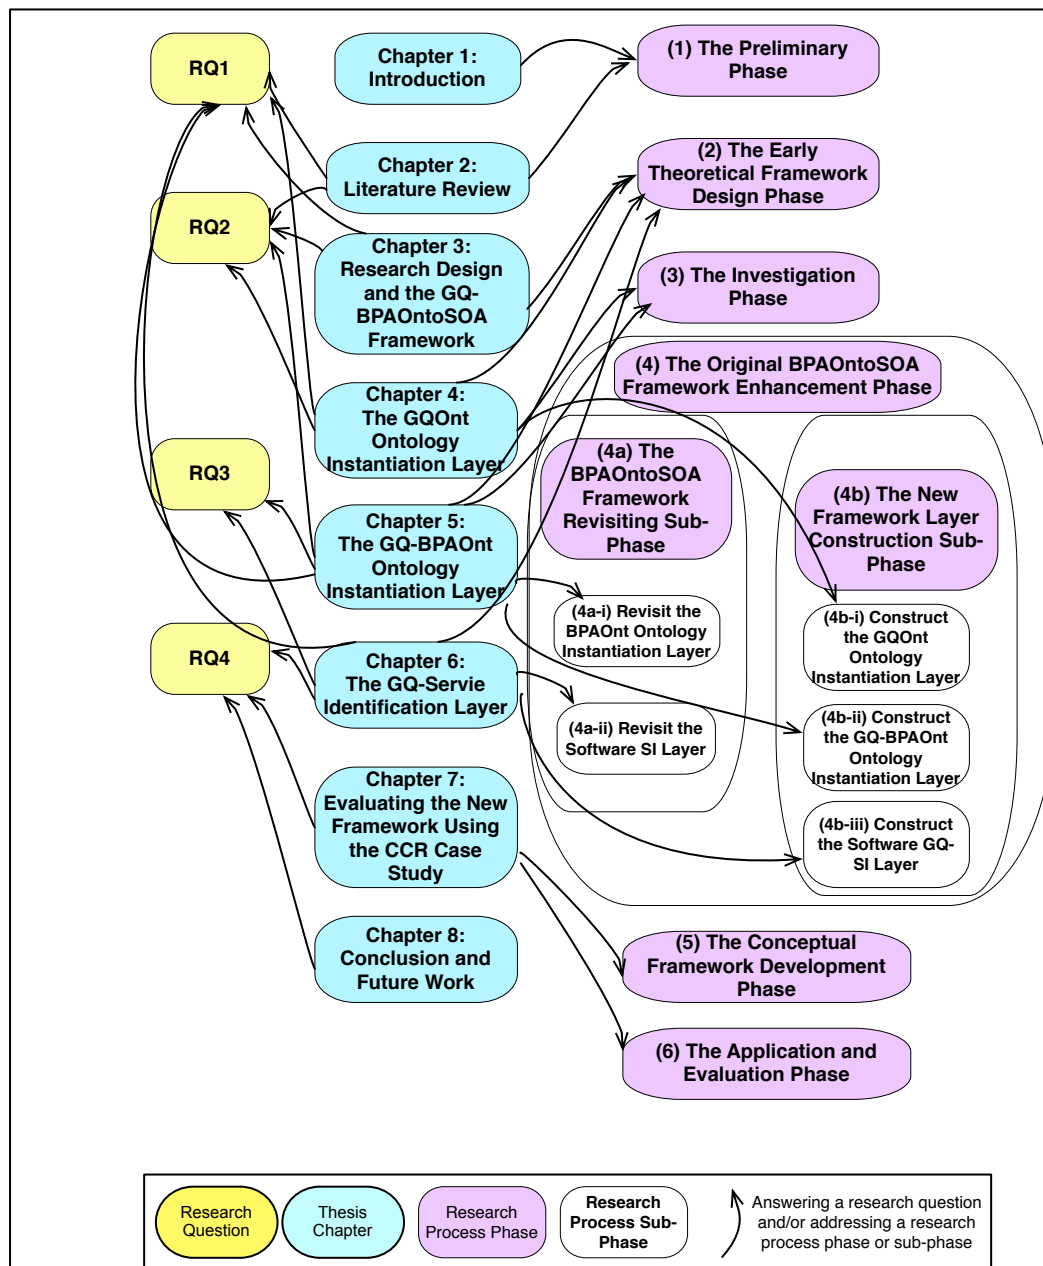 RQ1
RQ2
RQ3
RQ4
Chapter 1:
Introduction
Chapter 2:
Literature Review
Chapter 3:
Research Design
and the GQ-
BPAOntoSOA
Framework
Chapter 4:
The GQOnt
Ontology
Instantiation Layer
Chapter 5:
The GQ-BPAOnt
Ontology
Instantiation Layer
Chapter 6:
The GQ-Servie
Identification Layer
Chapter 7:
Evaluating the New
Framework Using
the CCR Case
Study
Chapter 8:
Conclusion and
Future Work
(1) The Preliminary
Phase
(2) The Early
Theoretical Framework
Design Phase
(3) The Investigation
Phase
(4) The Original BPAOntoSOA
Framework Enhancement Phase
(4a) The
BPAOntoSOA
Framework
Revisiting Sub-
Phase
(4a-i) Revisit the
BPAOnt Ontology
Instantiation Layer
(4a-ii) Revisit the
Software SI Layer
(4b) The New
Framework Layer
Construction Sub-
Phase
(4b-i) Construct
the GQOnt
Ontology
Instantiation Layer
(4b-ii) Construct
the GQ-BPAOnt
Ontology
Instantiation Layer
(4b-iii) Construct
the Software GQ-
SI Layer
(5) The Conceptual
Framework Development
Phase
(6) The Application and
Evaluation Phase
Research
Question
Thesis
Chapter
Research
Process Phase
Research
Process Sub-
Phase
Answering a research question
and/or addressing a research
process phase or sub-phase